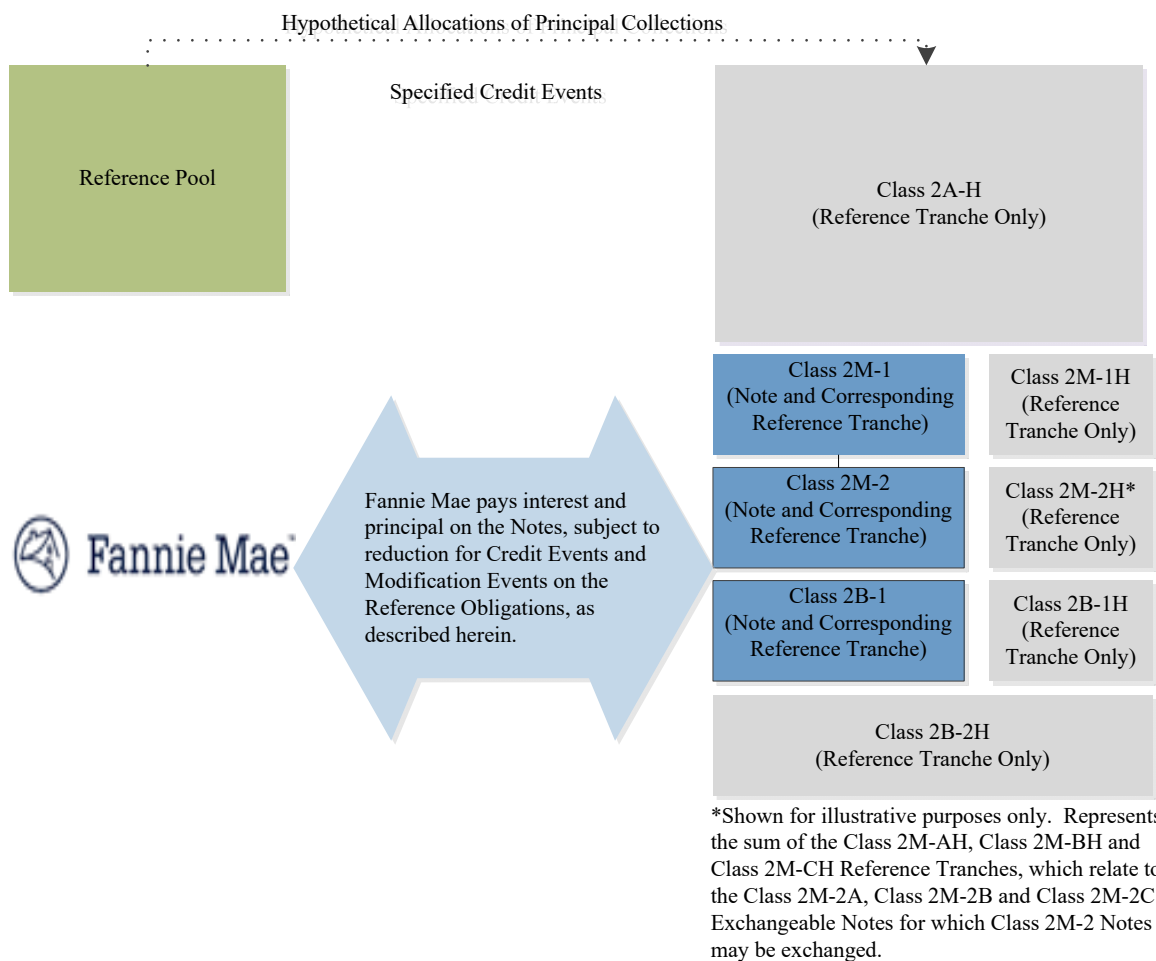 Hypothetical Allocations of Principal Collections
Specified Credit Events
Reference Pool
Class 2A-H
(Reference Tranche Only)
Class 2M-1
(Note and Corresponding
Reference Tranche)
Class 2M-1H
(Reference
Tranche Only)
Class 2M-2
(Note and Corresponding
Reference Tranche)
Class 2M-2H*
(Reference
Tranche Only)
Fannie Mae pays interest and
principal on the Notes, subject to
reduction for Credit Events and
Modification Events on the
Reference Obligations, as
described herein.
Fannie Mae™
Class 2B-1
(Note and Corresponding
Reference Tranche)
Class 2B-1H
(Reference
Tranche Only)
Class 2B-2H
(Reference Tranche Only)
*Shown for illustrative purposes only. Represents
the sum of the Class 2M-AH, Class 2M-BH and
Class 2M-CH Reference Tranches, which relate to
the Class 2M-2A, Class 2M-2B and Class 2M-2C
Exchangeable Notes for which Class 2M-2 Notes
may be exchanged.